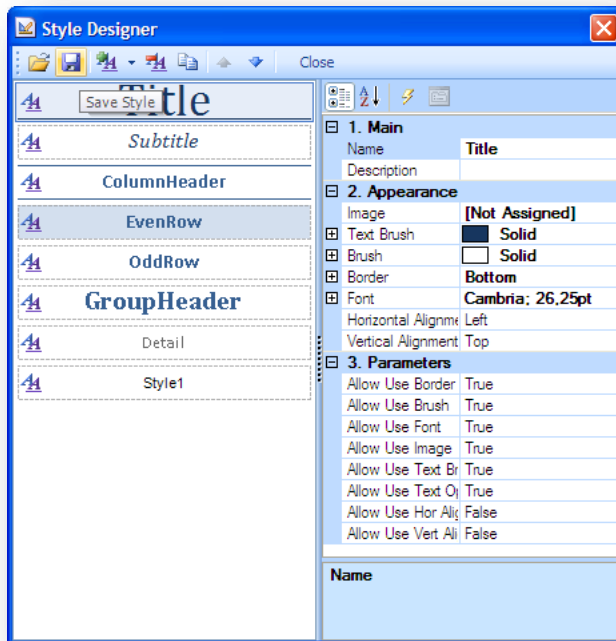 Style Designer
Close
Title
Save Style
Subtitle
ColumnHeader
EvenRow
OddRow
GroupHeader
Detail
Style1
1. Main
Name Title
Description
2. Appearance
Image [Not Assigned]
Text Brush Solid
Brush Solid
Border Bottom
Font Cambria; 26,25pt
Horizontal Alignme Left
Vertical Alignment Top
3. Parameters
Allow Use Border True
Allow Use Brush True
Allow Use Font True
Allow Use Image True
Allow Use Text Br True
Allow Use Text O True
Allow Use Hor Alig False
Allow Use Vert Ali False
Name